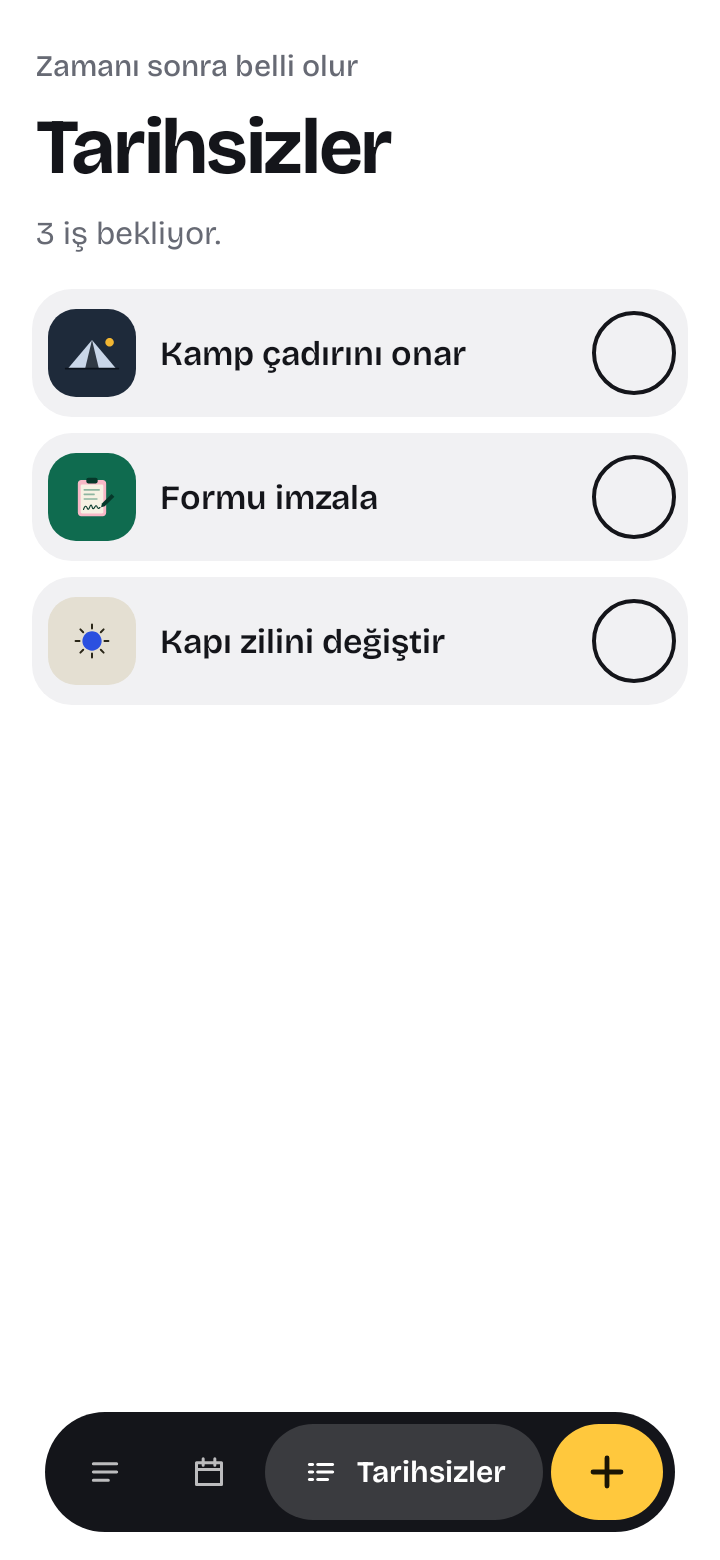 Zamanı sonra belli olur
Tarihsizler
3 iş bekliyor.
Kamp çadırını onar
Formu imzala
Kapı zilini değiştir
Tarihsizler